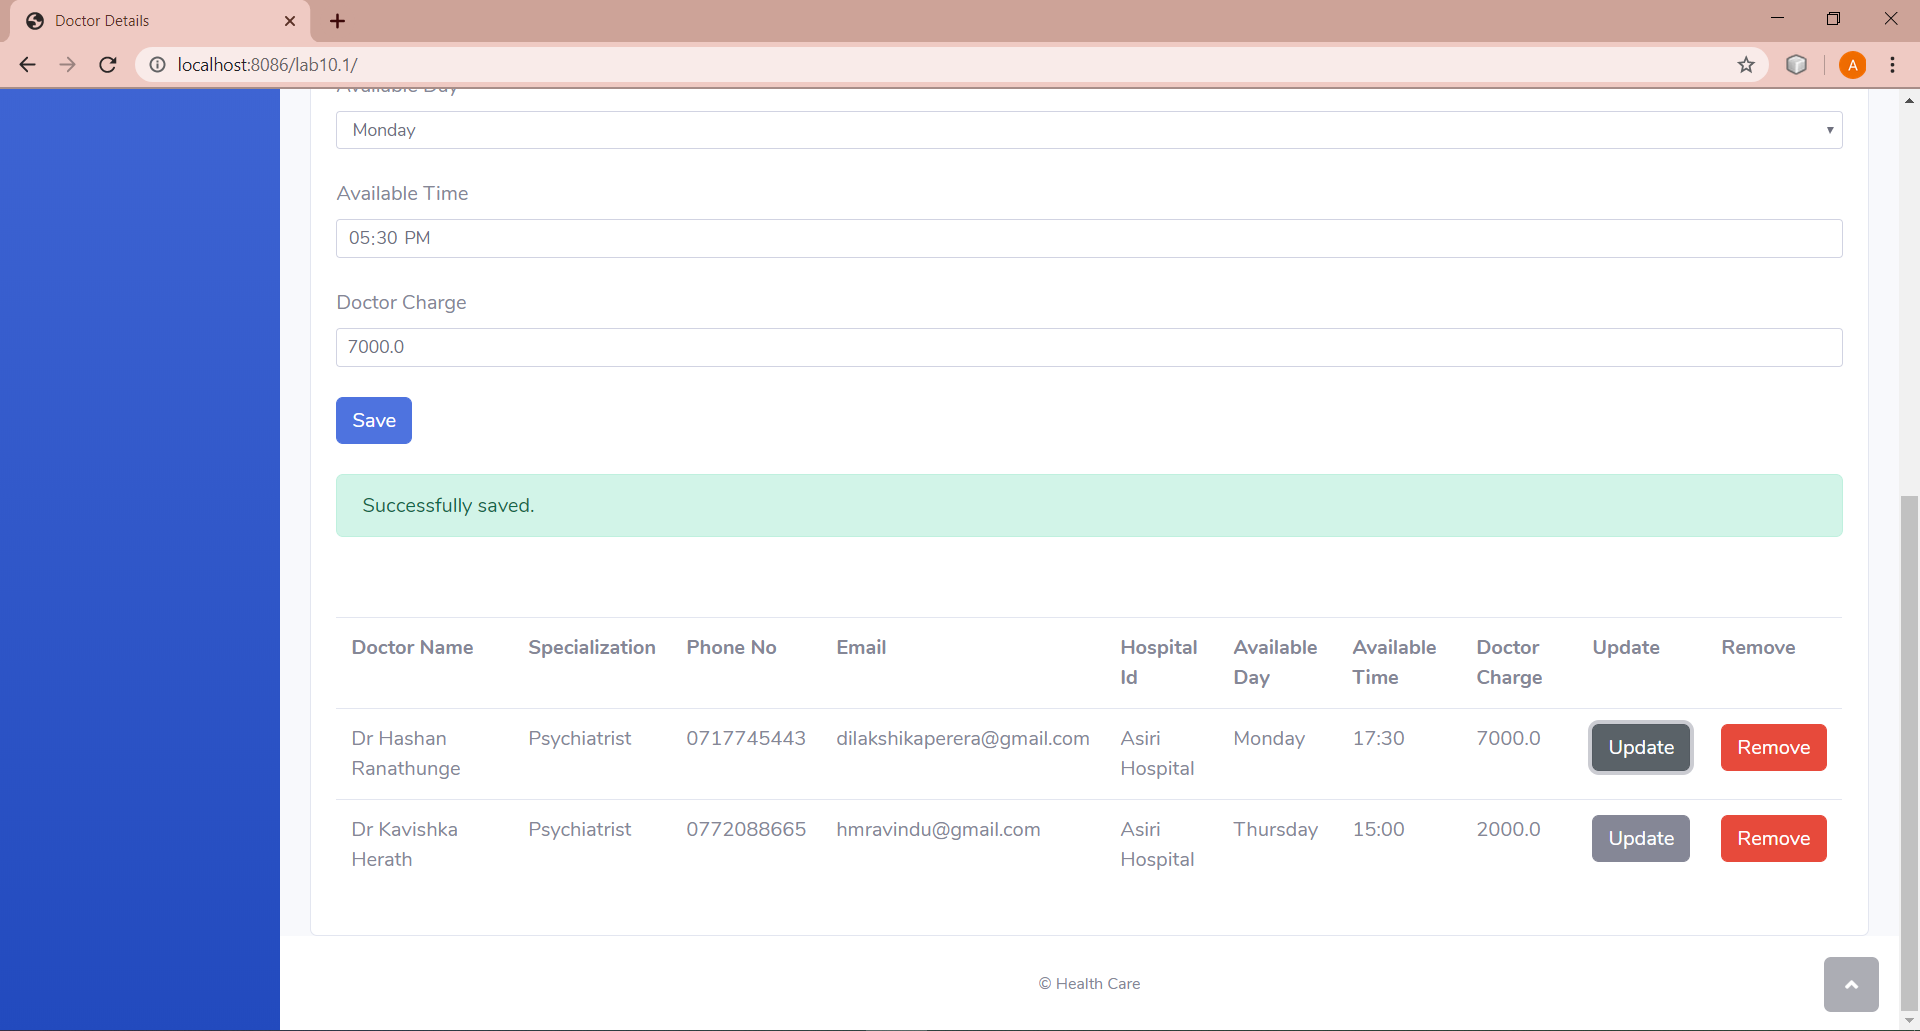 Doctor Details
localhost:8086/lab10.1/
A
Available Day
Monday
Available Time
05:30 PM
Doctor Charge
7000.0
Save
Successfully saved.
Doctor Name Specialization Phone No Email Hospital Id Available Day Available Time Doctor Charge Update Remove
Dr Hashan Ranathunge Psychiatrist 0717745443 dilakshikaperera@gmail.com Asiri Hospital Monday 17:30 7000.0 Update Remove
Dr Kavishka Herath Psychiatrist 0772088665 hmravindu@gmail.com Asiri Hospital Thursday 15:00 2000.0 Update Remove
© Health Care